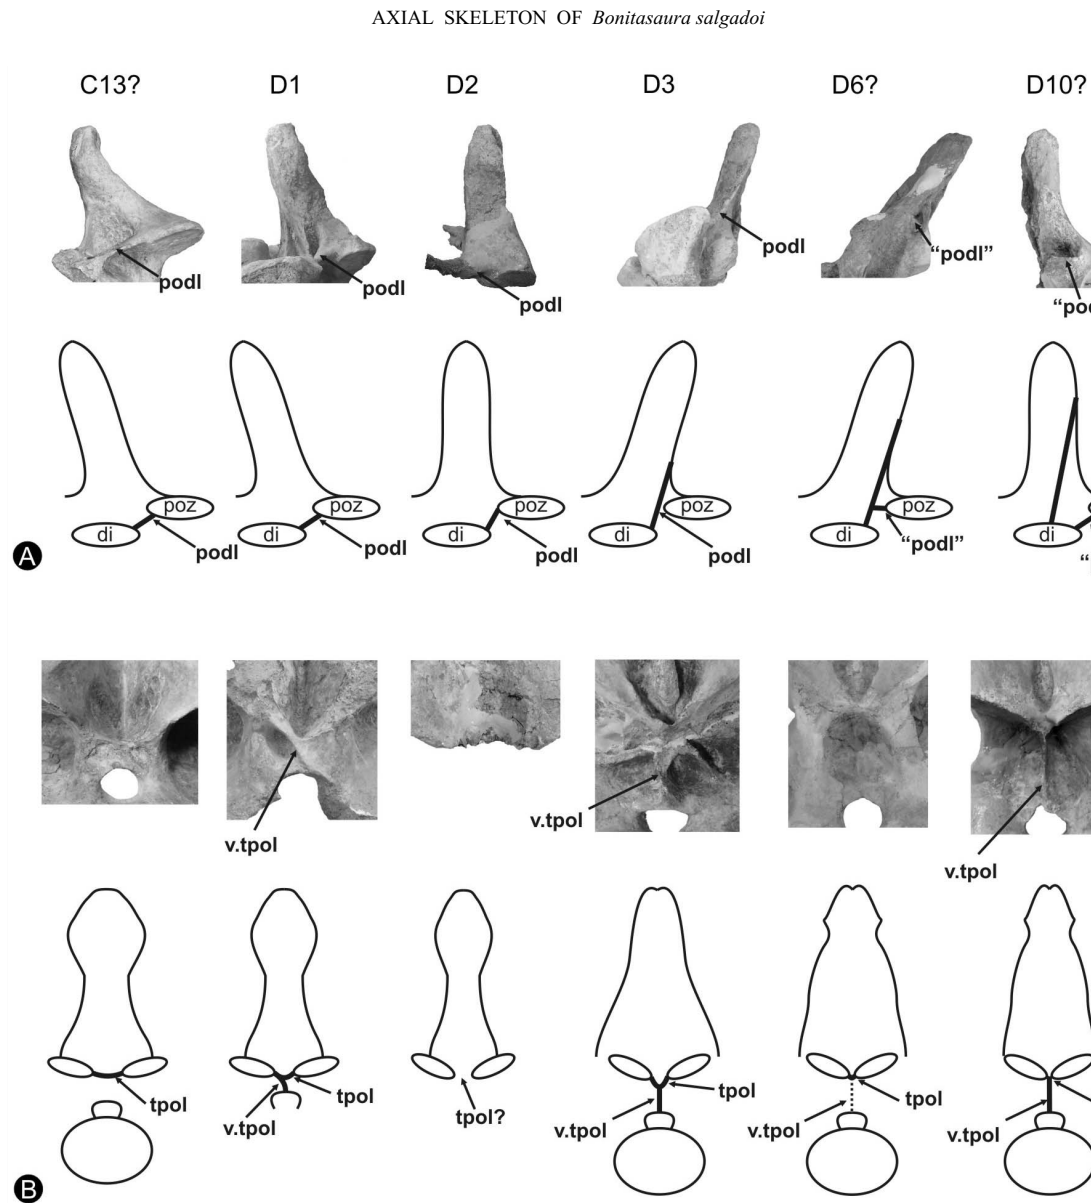 AXIAL SKELETON OF Bonitasaura salgadoi
C13? D1 D2 D3 D6? D10?
podl podl podl podl “podl”
di poz di poz di poz di poz di poz di
podl podl podl podl “podl”
A
v.tpol v.tpol v.tpol
tpol v.tpol tpol tpol? v.tpol tpol v.tpol tpol v.tpol
B